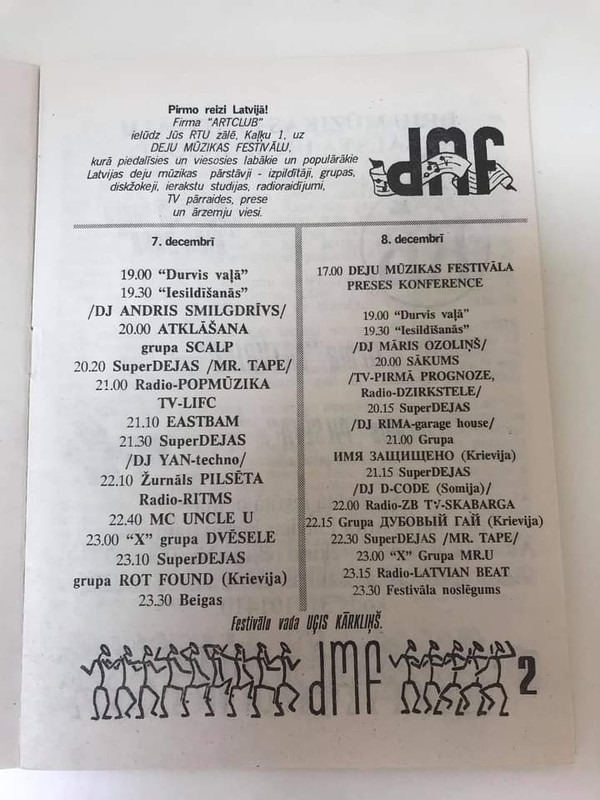 Pirmo reizi Latvijā!
Firma "ARTCLUB"
ielūdz Jūs RTU zālē, Kaļķu 1, uz
DEJU MŪZIKAS FESTIVĀLU,
kurā piedalīsies un viesosies labākie un populārākie
Latvijas deju mūzikas pārstāvji - izpildītāji, grupas,
diskžokeji, ierakstu studijas, radioraidījumi,
TV pārraides, prese
un ārzemju viesi.
dMf
7. decembrī
19.00 "Durvis vaļā"
19.30 "Iesildīšanās"
/DJ ANDRIS SMILGDRĪVS/
20.00 ATKLĀŠANA
grupa SCALP
20.20 SuperDEJAS /MR. TAPE/
21.00 Radio-POPMŪZIKA
TV-LIFC
21.10 EASTBAM
21.30 SuperDEJAS
/DJ YAN-techno/
22.10 Žurnāls PILSĒTA
Radio-RITMS
22.40 MC UNCLE U
23.00 "X" grupa DVĒSELE
23.10 SuperDEJAS
grupa ROT FOUND (Krievija)
23.30 Beigas
8. decembrī
17.00 DEJU MŪZIKAS FESTIVĀLA
PRESES KONFERENCE
19.00 "Durvis vaļā"
19.30 "Iesildīšanās"
/DJ MĀRIS OZOLIŅŠ/
20.00 SĀKUMS
/TV-PIRMĀ PROGNOZE,
Radio-DZIRKSTELE/
20.15 SuperDEJAS
/DJ RIMA-garage house/
21.00 Grupa
ИМЯ ЗАЩИЩЕНО (Krievija)
21.15 SuperDEJAS
/DJ D-CODE (Somija)/
22.00 Radio-ZB TV-SKABARGA
22.15 Grupa ДУБОВЫЙ ГАЙ (Krievija)
22.30 SuperDEJAS /MR. TAPE/
23.00 "X" Grupa MR.U
23.15 Radio-LATVIAN BEAT
23.30 Festivāla noslēgums
Festivālu vada UĢIS KĀRKLIŅŠ.
dMf
2